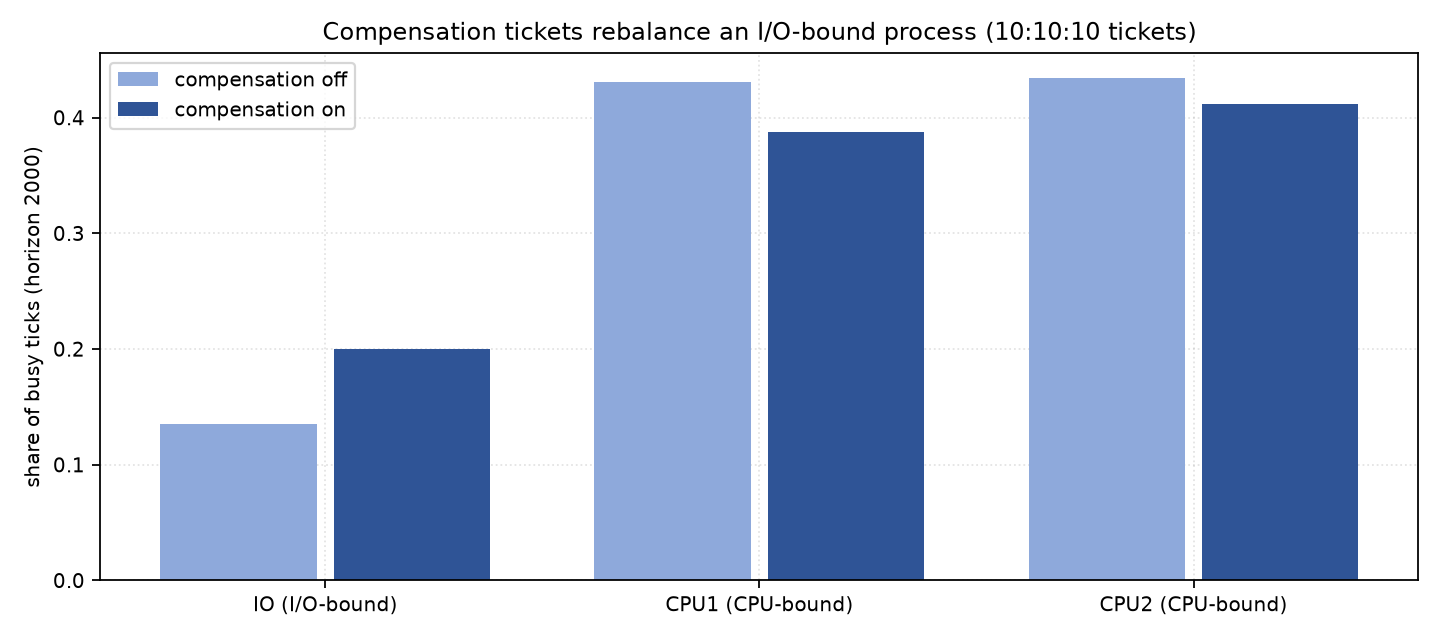 Compensation tickets rebalance an I/O-bound process (10:10:10 tickets)
compensation off
compensation on
share of busy ticks (horizon 2000)
0.4
0.3
0.2
0.1
0.0
IO (I/O-bound)
CPU1 (CPU-bound)
CPU2 (CPU-bound)